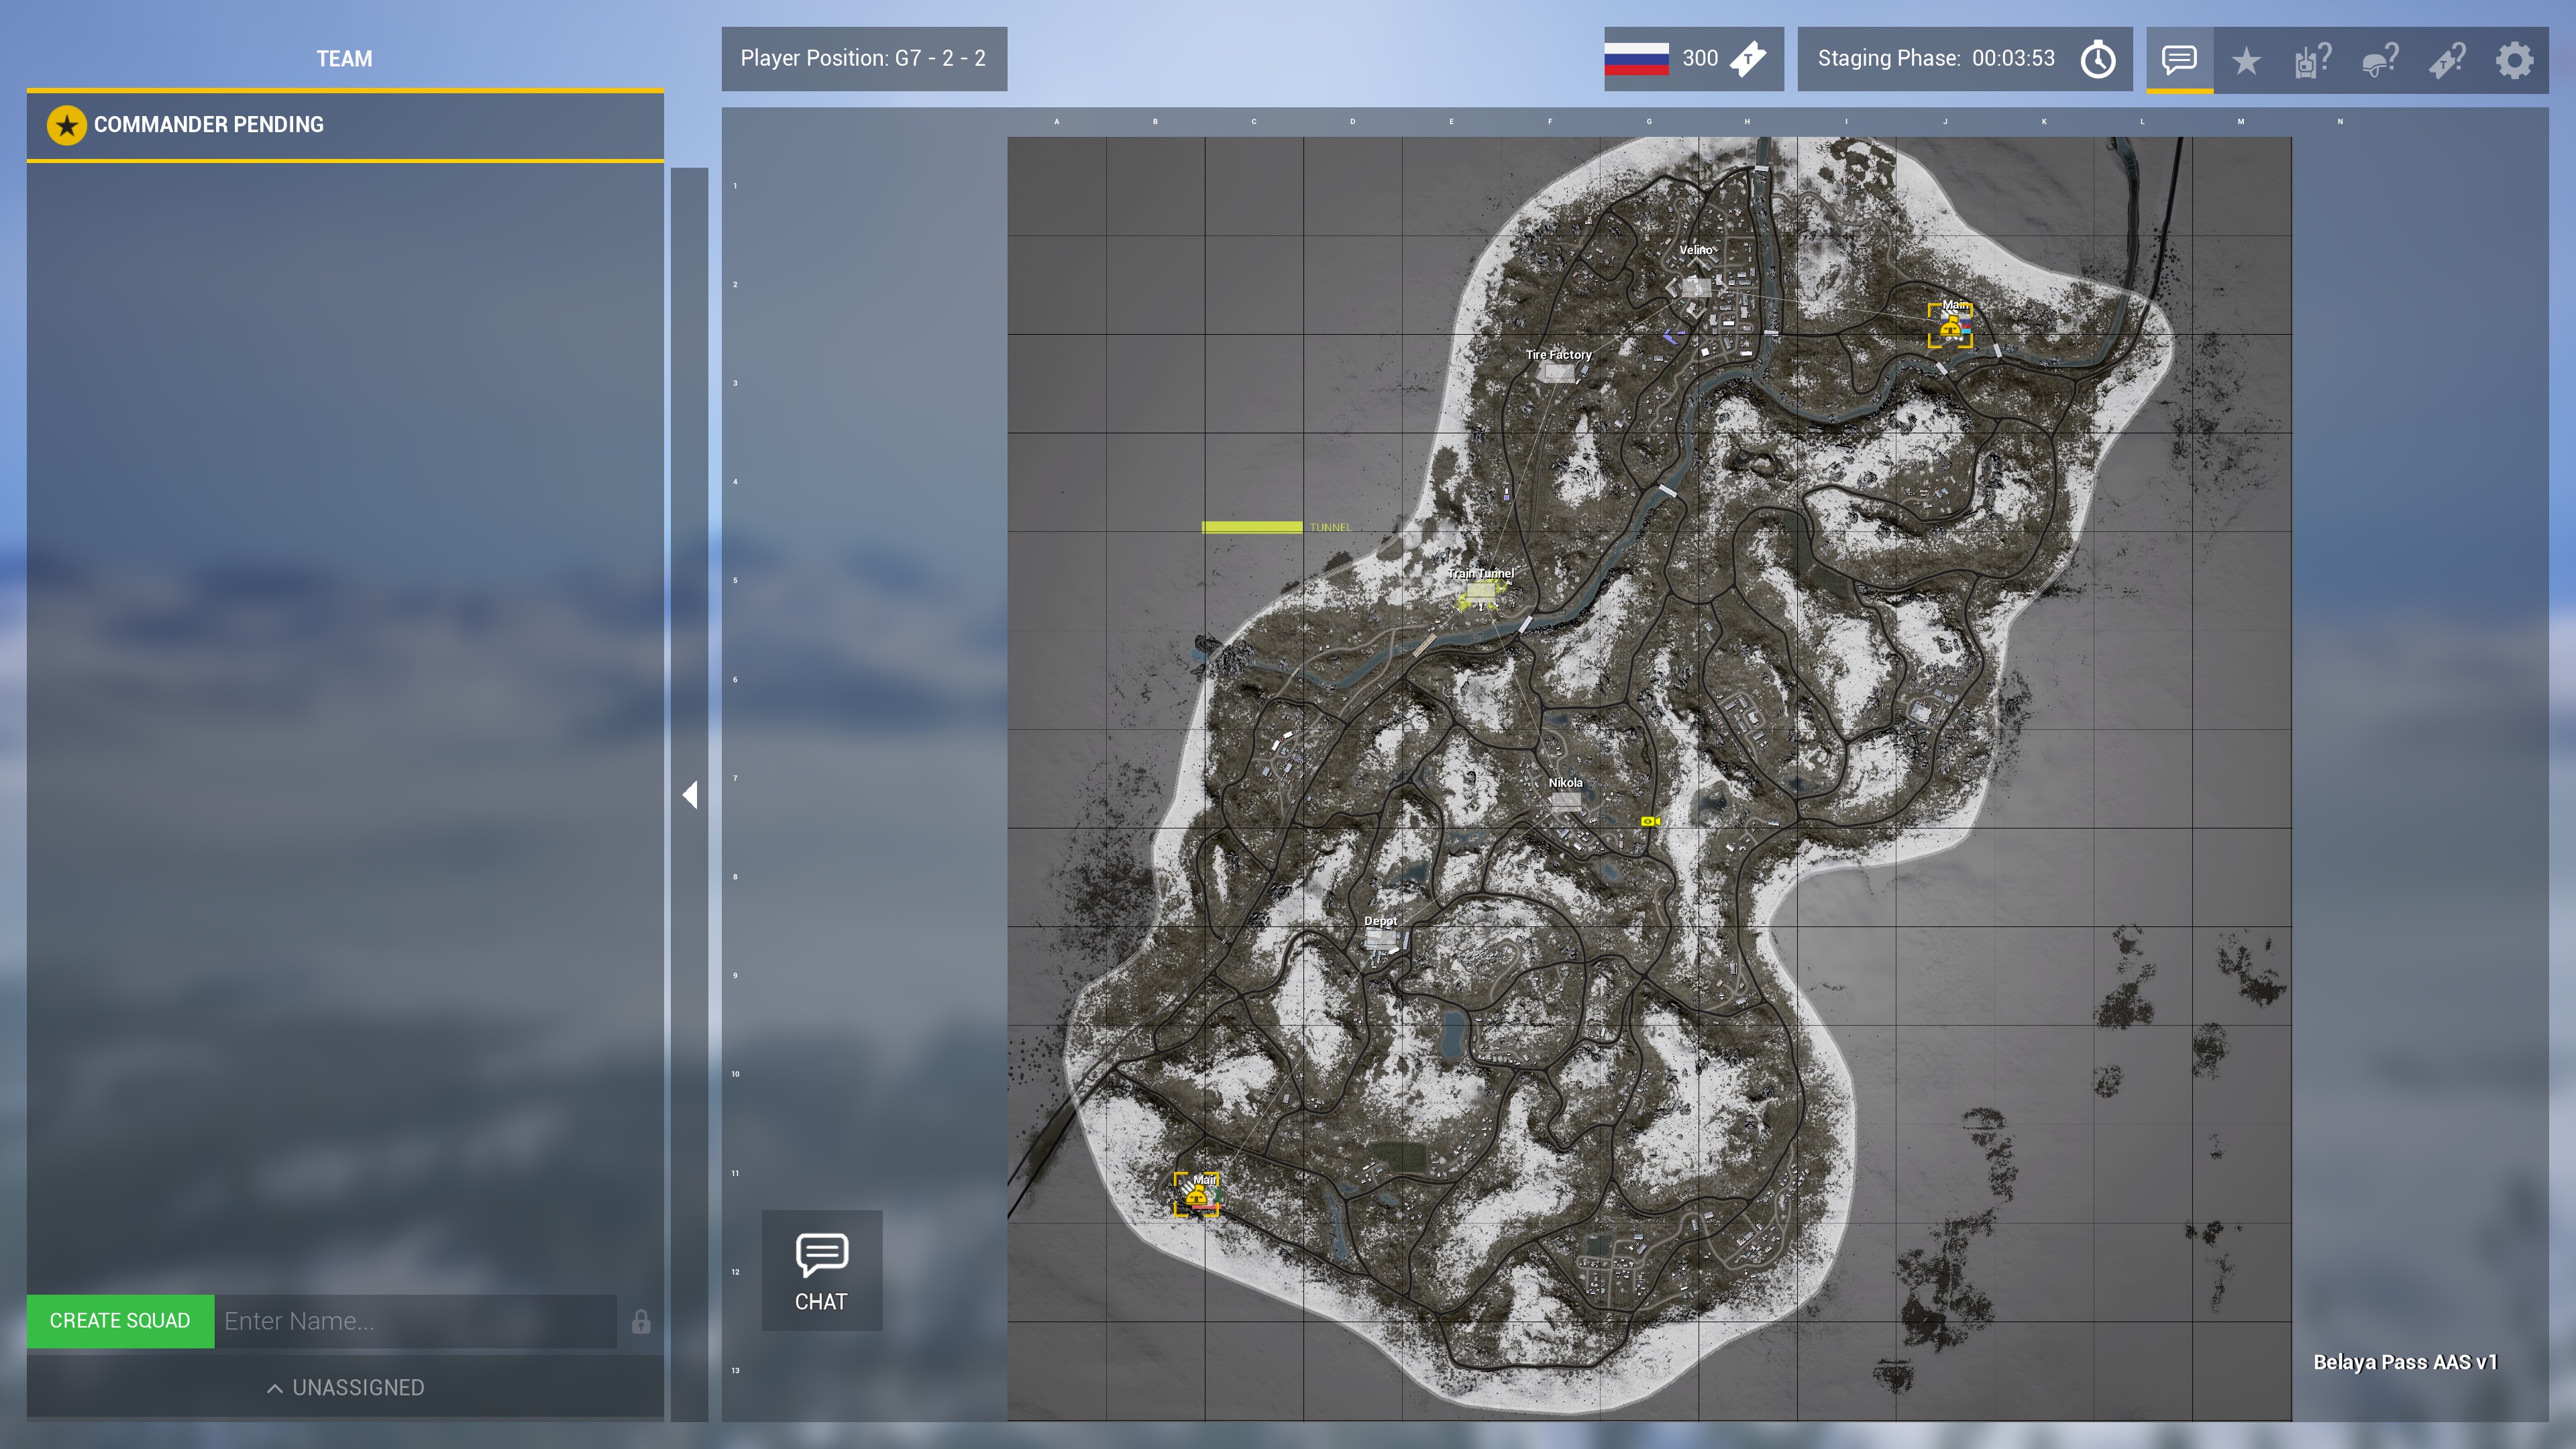 TEAM
Player Position: G7 - 2 - 2
300
T
Staging Phase: 00:03:53
COMMANDER PENDING
A B C D E F G H I J K L M N
1
2
3
4
5
6
7
8
9
10
11
12
13
Velino
Main
Tire Factory
TUNNEL
Train Tunnel
Nikola
Depot
Main
CHAT
CREATE SQUAD
Enter Name...
UNASSIGNED
Belaya Pass AAS v1